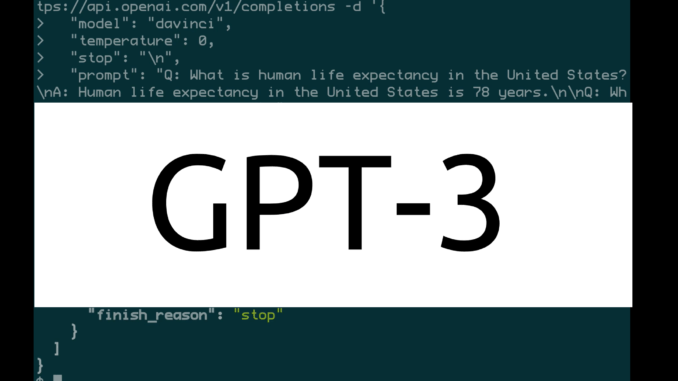 tps://api.openai.com/v1/completions -d '{
> "model": "davinci",
> "temperature": 0,
> "stop": "\n",
> "prompt": "Q: What is human life expectancy in the United States?
\nA: Human life expectancy in the United States is 78 years.\n\nQ: Wh
GPT-3
"finish_reason": "stop"
}
]
}
$